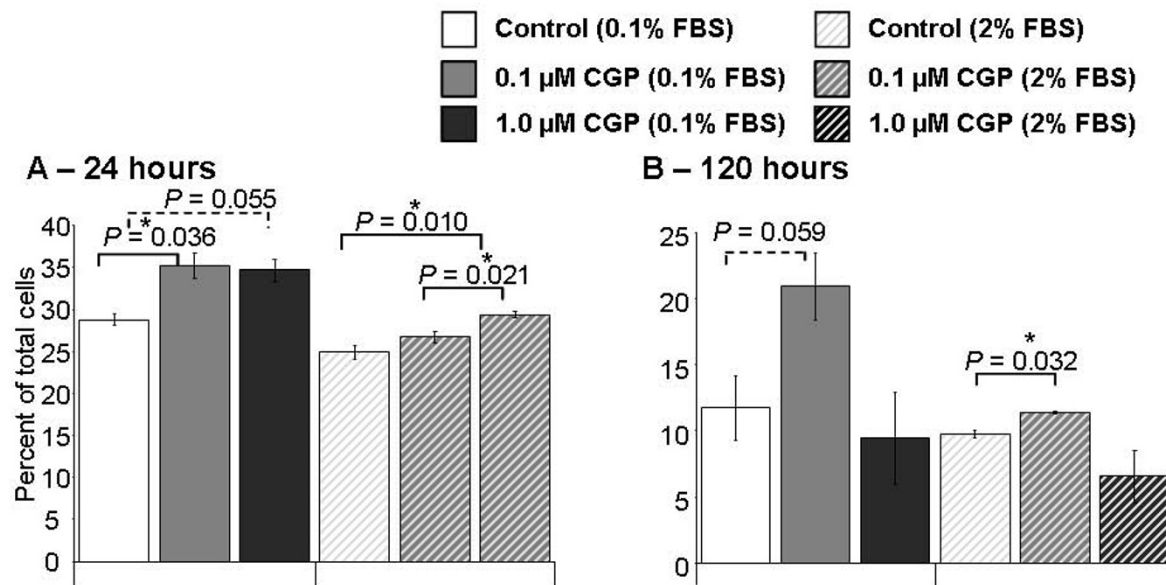 Control (0.1% FBS)
Control (2% FBS)
0.1 µM CGP (0.1% FBS)
0.1 µM CGP (2% FBS)
1.0 µM CGP (0.1% FBS)
1.0 µM CGP (2% FBS)
A – 24 hours
Percent of total cells
40
35
30
25
20
15
10
5
0
P = 0.055
*
P = 0.036
*
P = 0.010
*
P = 0.021
B – 120 hours
25
20
15
10
5
0
P = 0.059
*
P = 0.032